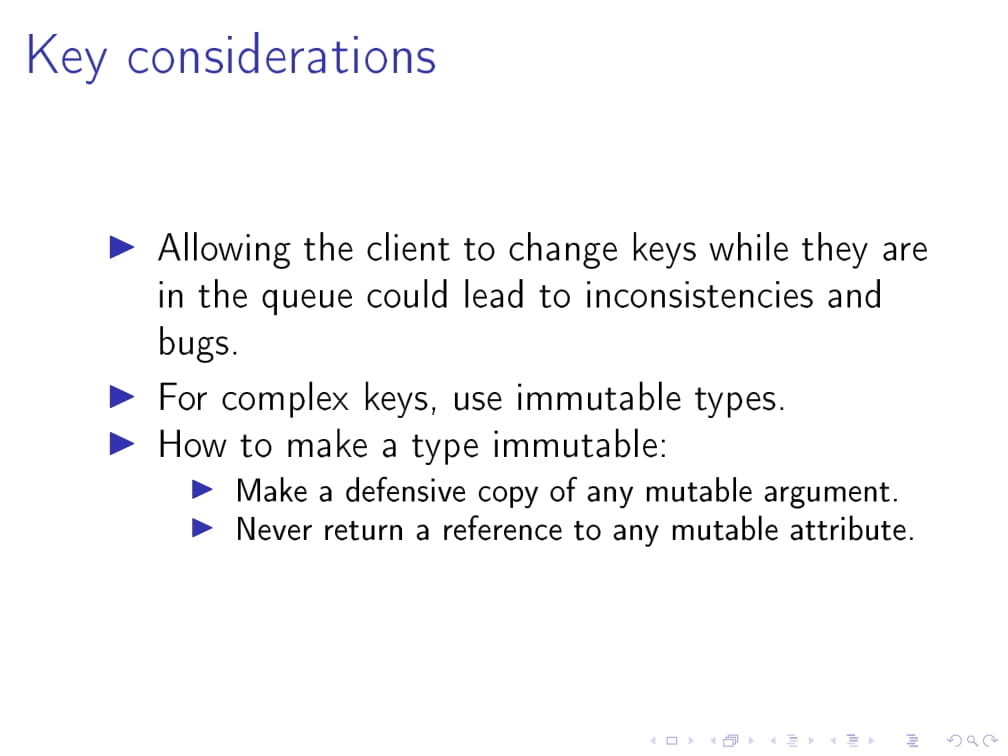 Key considerations
Allowing the client to change keys while they are
in the queue could lead to inconsistencies and
bugs.
For complex keys, use immutable types.
How to make a type immutable:
Make a defensive copy of any mutable argument.
Never return a reference to any mutable attribute.